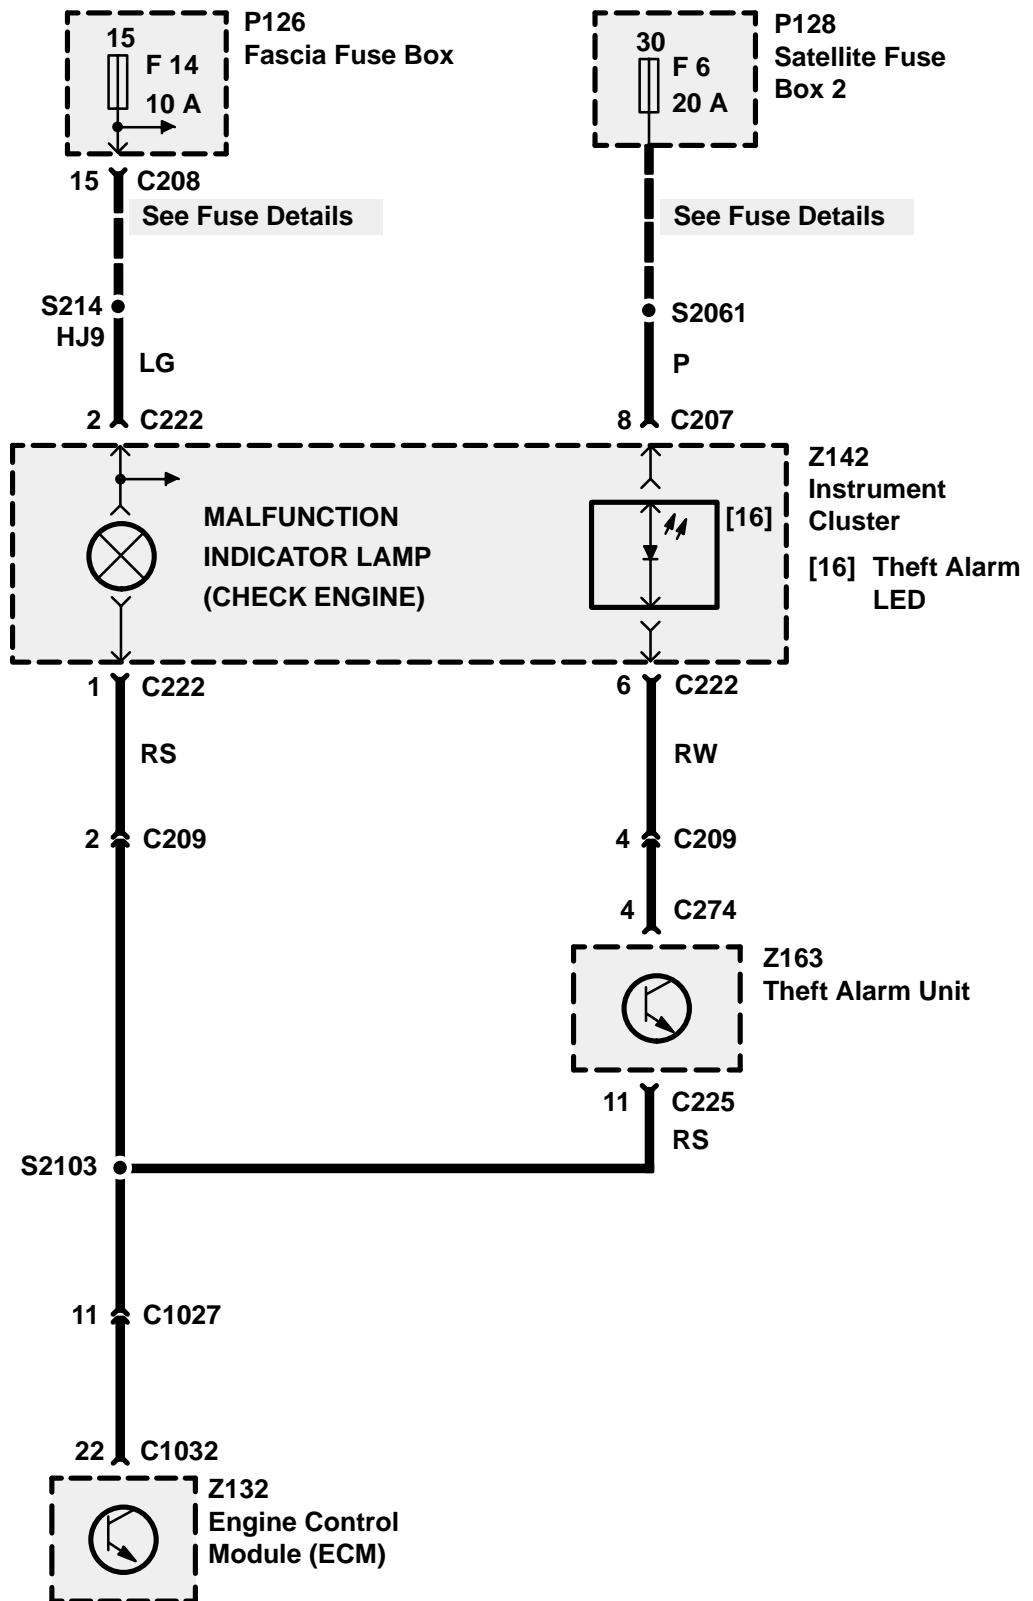 P126
Fascia Fuse Box
15
F 14
10 A
P128
Satellite Fuse
Box 2
30
F 6
20 A
15 C208
See Fuse Details
See Fuse Details
S214
HJ9
LG
S2061
P
2 C222
8 C207
Z142
Instrument
Cluster
[16] Theft Alarm
LED
MALFUNCTION
INDICATOR LAMP
(CHECK ENGINE)
[16]
1 C222
6 C222
RS
RW
2 C209
4 C209
4 C274
Z163
Theft Alarm Unit
11 C225
RS
S2103
11 C1027
22 C1032
Z132
Engine Control
Module (ECM)